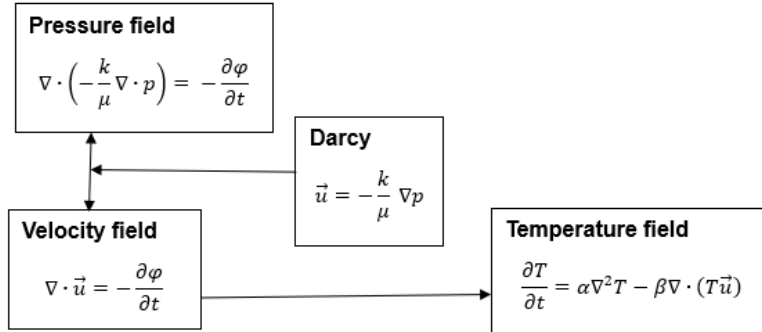 Pressure field
∇ · (−k/μ ∇ · p) = −∂φ/∂t
Darcy
u⃗ = −k/μ ∇p
Velocity field
∇ · u⃗ = −∂φ/∂t
Temperature field
∂T/∂t = α∇²T − β∇ · (Tu⃗)